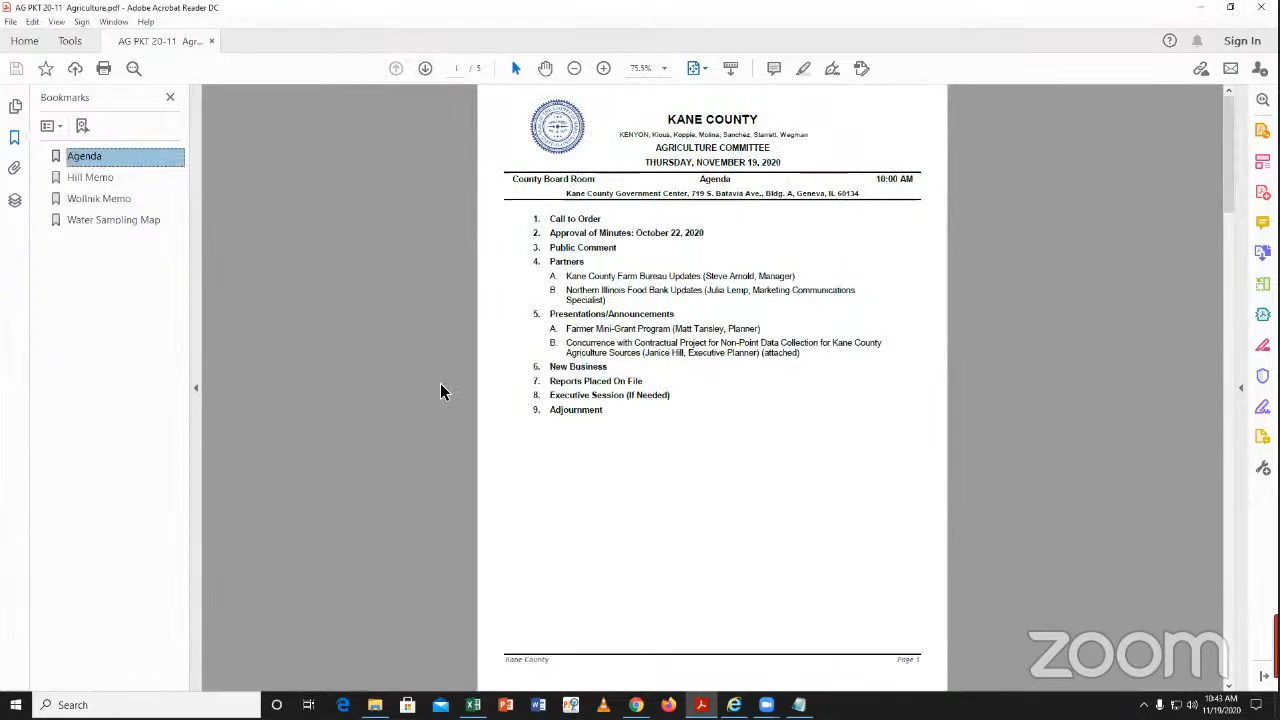 AG PKT 20-11 Agriculture.pdf - Adobe Acrobat Reader DC
File Edit View Sign Window Help
Home Tools AG PKT 20-11 Agr... × Sign In
1 / 5 75.5%
Bookmarks
Agenda
Hill Memo
Wollnik Memo
Water Sampling Map
KANE COUNTY
KENYON, Kious, Koppie, Molina, Sanchez, Starrett, Wegman
AGRICULTURE COMMITTEE
THURSDAY, NOVEMBER 19, 2020
County Board Room Agenda 10:00 AM
Kane County Government Center, 719 S. Batavia Ave., Bldg. A, Geneva, IL 60134
1. Call to Order
2. Approval of Minutes: October 22, 2020
3. Public Comment
4. Partners
A. Kane County Farm Bureau Updates (Steve Arnold, Manager)
B. Northern Illinois Food Bank Updates (Julia Lemp, Marketing Communications
Specialist)
5. Presentations/Announcements
A. Farmer Mini-Grant Program (Matt Tansley, Planner)
B. Concurrence with Contractual Project for Non-Point Data Collection for Kane County
Agriculture Sources (Janice Hill, Executive Planner) (attached)
6. New Business
7. Reports Placed On File
8. Executive Session (If Needed)
9. Adjournment
Kane County Page 1
zoom
Search
10:43 AM
11/19/2020